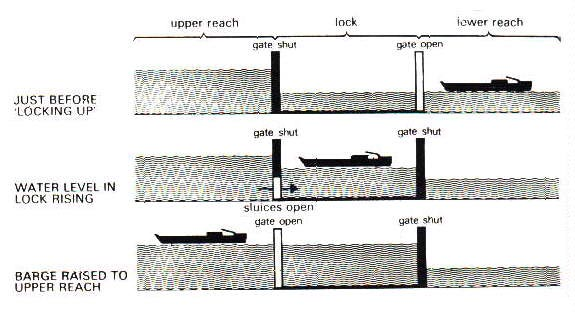 upper reach lock lower reach
gate shut gate open
JUST BEFORE
'LOCKING UP'
gate shut gate shut
WATER LEVEL IN
LOCK RISING
sluices open
gate open gate shut
BARGE RAISED TO
UPPER REACH